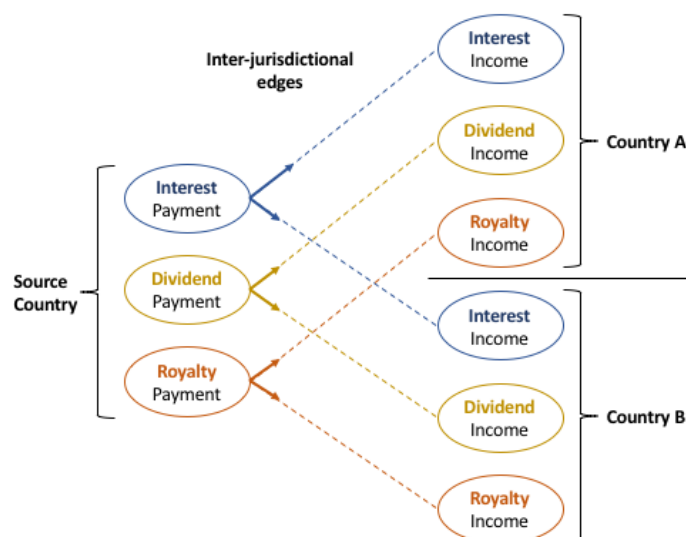 Inter-jurisdictional
edges
Source
Country
Interest
Payment
Dividend
Payment
Royalty
Payment
Interest
Income
Dividend
Income
Royalty
Income
Country A
Interest
Income
Dividend
Income
Royalty
Income
Country B